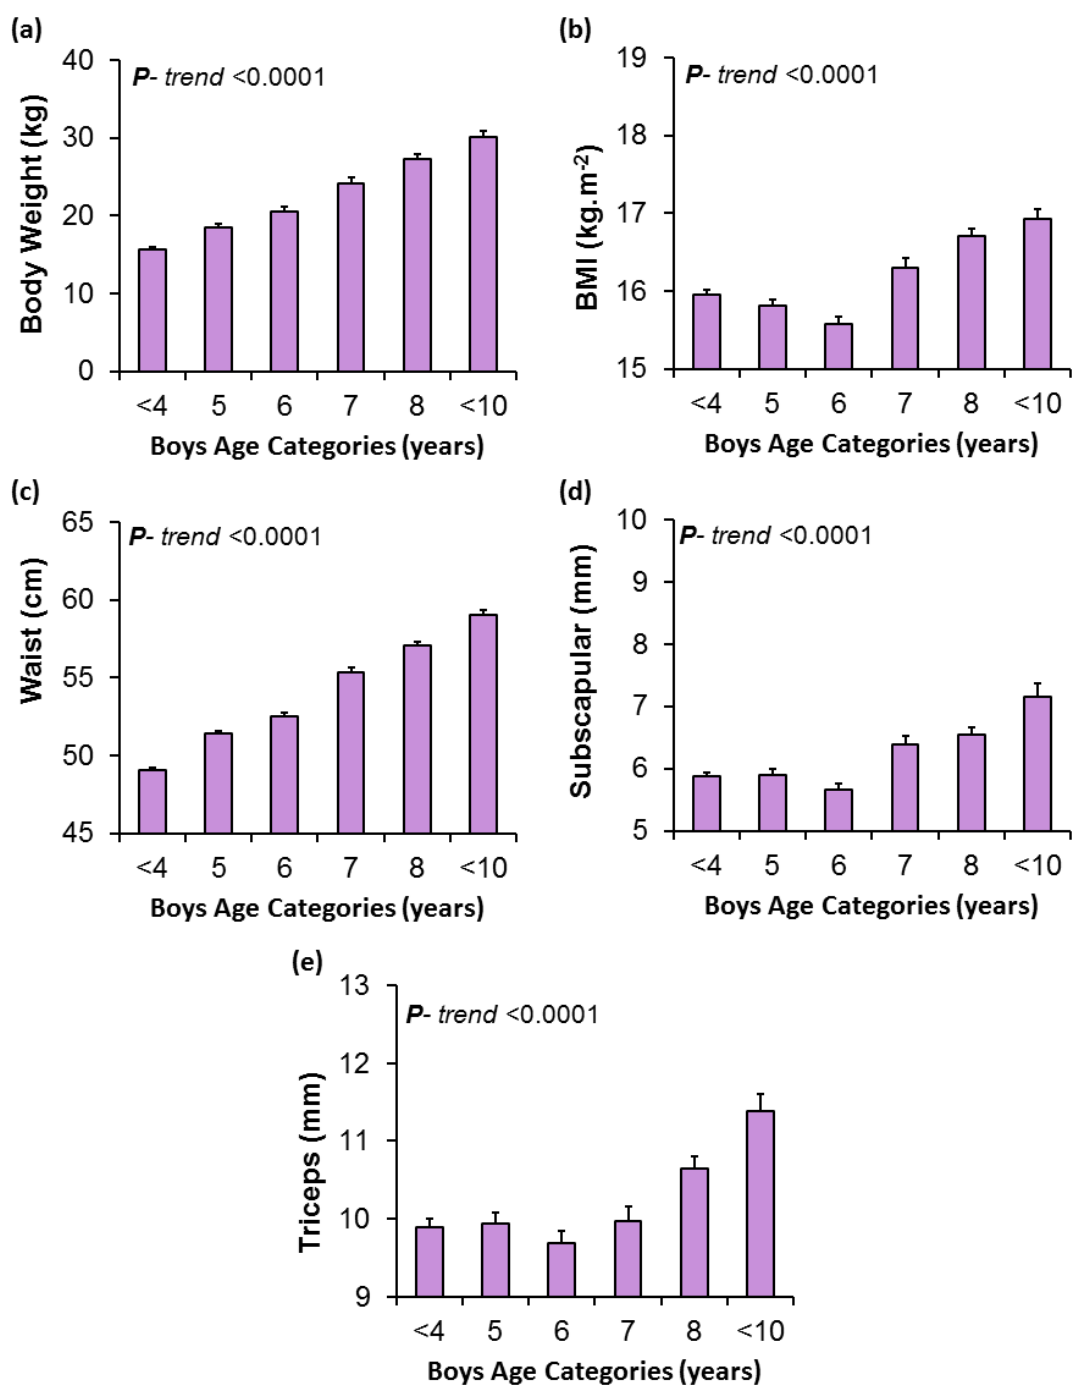 (a)
P- trend <0.0001
Body Weight (kg)
40
30
20
10
0
<4 5 6 7 8 <10
Boys Age Categories (years)
(b)
P- trend <0.0001
BMI (kg.m-2)
19
18
17
16
15
<4 5 6 7 8 <10
Boys Age Categories (years)
(c)
P- trend <0.0001
Waist (cm)
65
60
55
50
45
<4 5 6 7 8 <10
Boys Age Categories (years)
(d)
P- trend <0.0001
Subscapular (mm)
10
9
8
7
6
5
<4 5 6 7 8 <10
Boys Age Categories (years)
(e)
P- trend <0.0001
Triceps (mm)
13
12
11
10
9
<4 5 6 7 8 <10
Boys Age Categories (years)